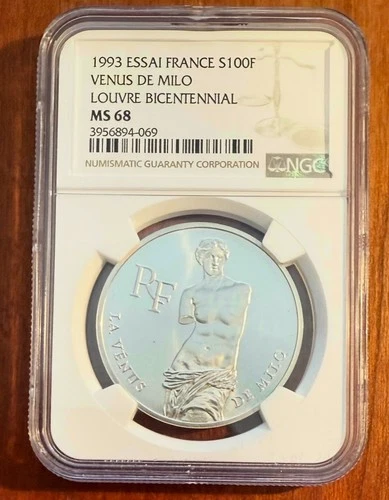 1993 ESSAI FRANCE S100F
VENUS DE MILO
LOUVRE BICENTENNIAL
MS 68
3956894-069
NUMISMATIC GUARANTY CORPORATION
NGC
RF
LA VÉNUS
DE MILO